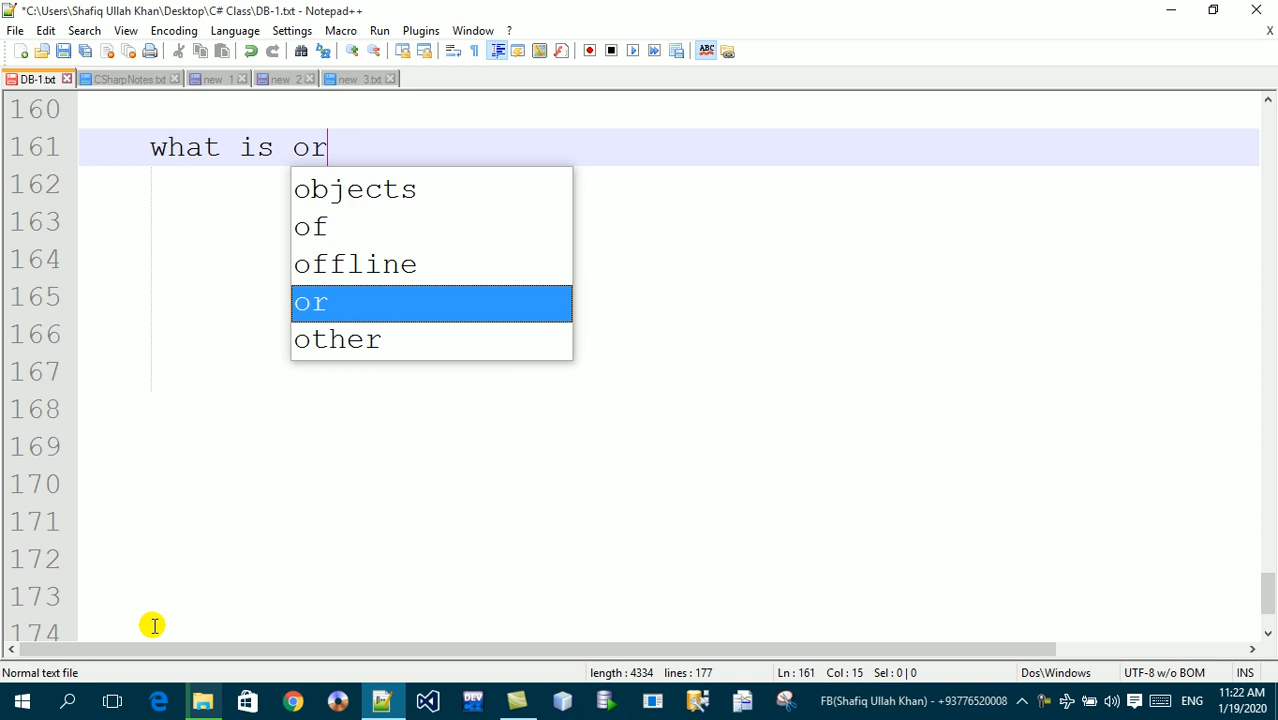 *C:\Users\Shafiq Ullah Khan\Desktop\C# Class\DB-1.txt - Notepad++
File Edit Search View Encoding Language Settings Macro Run Plugins Window ? X
ABC
DB-1.txt CSharpNotes.txt new 1 new 2 new 3.txt
160
161 what is or
162 objects
163 of
164 offline
165 or
166 other
167
168
169
170
171
172
173
174
Normal text file length : 4334 lines : 177 Ln : 161 Col : 15 Sel : 0 | 0 Dos\Windows UTF-8 w/o BOM INS
DEV FB(Shafiq Ullah Khan) - +93776520008 ENG 11:22 AM
1/19/2020